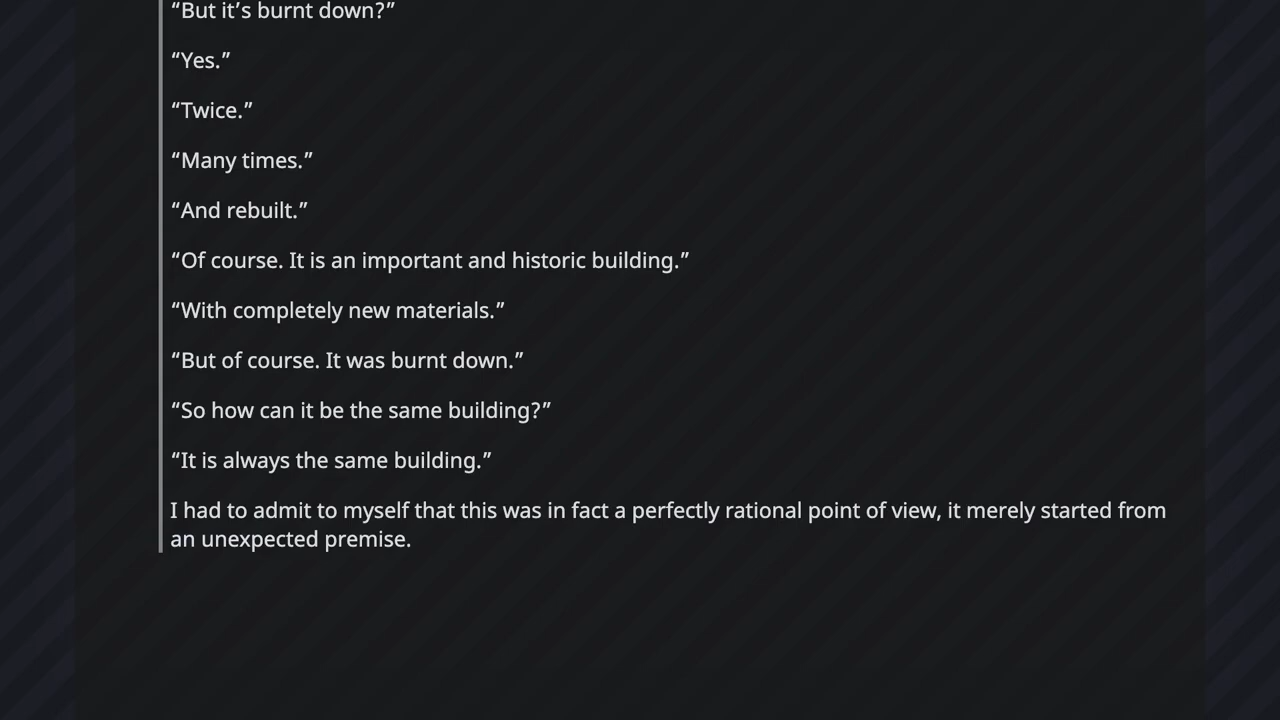 “But it’s burnt down?”
“Yes.”
“Twice.”
“Many times.”
“And rebuilt.”
“Of course. It is an important and historic building.”
“With completely new materials.”
“But of course. It was burnt down.”
“So how can it be the same building?”
“It is always the same building.”
I had to admit to myself that this was in fact a perfectly rational point of view, it merely started from
an unexpected premise.